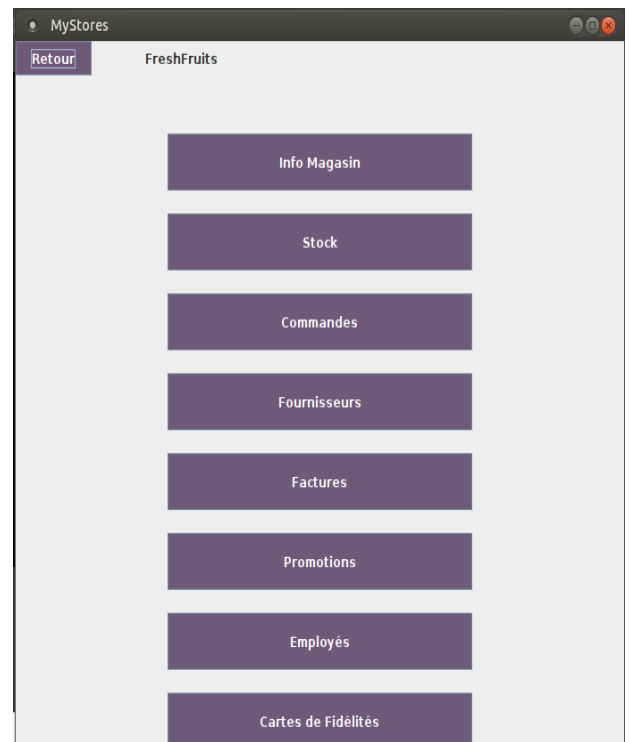 MyStores
Retour FreshFruits
Info Magasin
Stock
Commandes
Fournisseurs
Factures
Promotions
Employés
Cartes de Fidélités